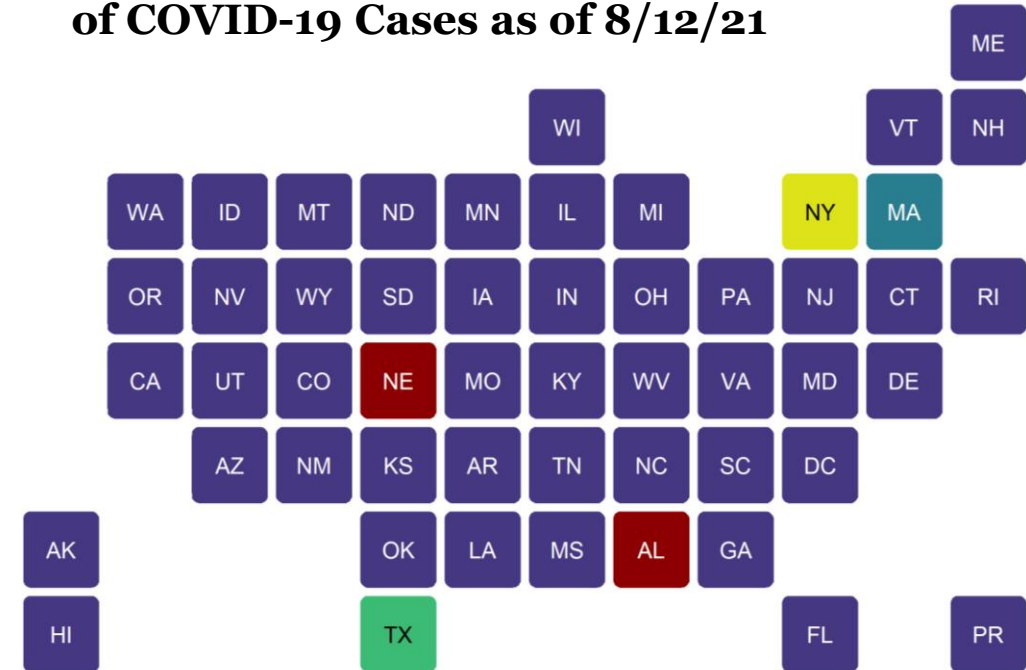 of COVID-19 Cases as of 8/12/21
ME
WI VT NH
WA ID MT ND MN IL MI NY MA
OR NV WY SD IA IN OH PA NJ CT RI
CA UT CO NE MO KY WV VA MD DE
AZ NM KS AR TN NC SC DC
AK OK LA MS AL GA
HI TX FL PR